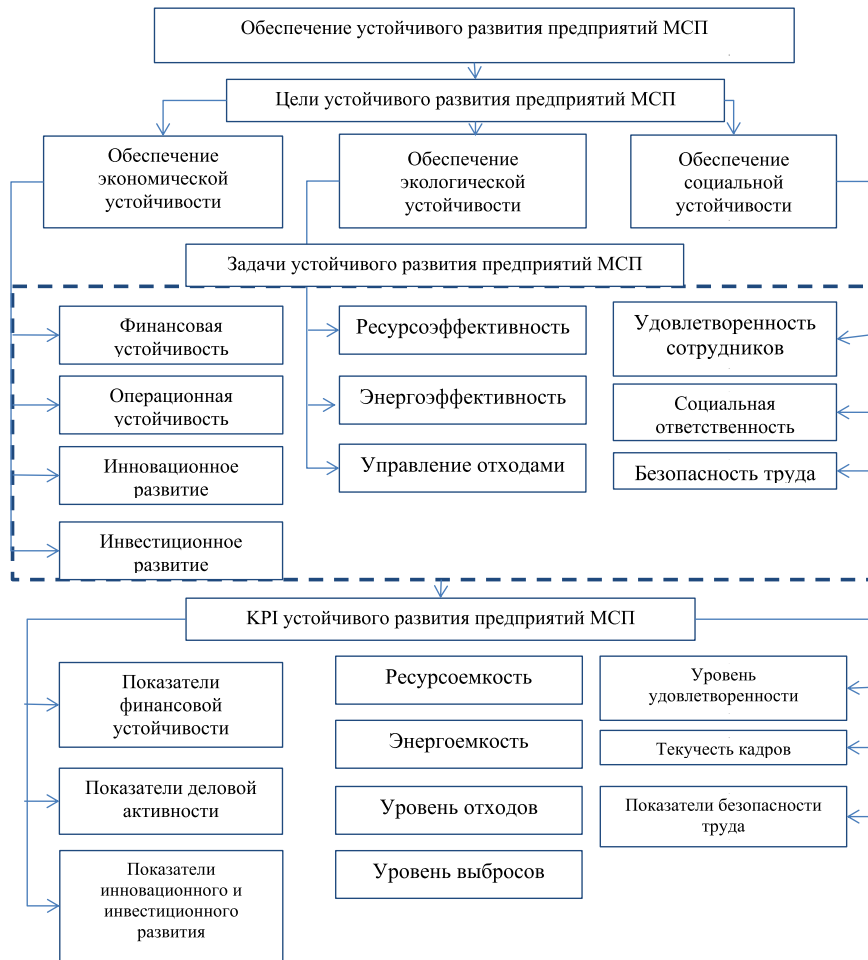 Обеспечение устойчивого развития предприятий МСП
Цели устойчивого развития предприятий МСП
Обеспечение
экономической
устойчивости
Обеспечение
экологической
устойчивости
Обеспечение
социальной
устойчивости
Задачи устойчивого развития предприятий МСП
Финансовая
устойчивость
Операционная
устойчивость
Инновационное
развитие
Инвестиционное
развитие
Ресурсоэффективность
Энергоэффективность
Управление отходами
Удовлетворенность
сотрудников
Социальная
ответственность
Безопасность труда
KPI устойчивого развития предприятий МСП
Показатели
финансовой
устойчивости
Показатели деловой
активности
Показатели
инновационного и
инвестиционного
развития
Ресурсоемкость
Энергоемкость
Уровень отходов
Уровень выбросов
Уровень
удовлетворенности
Текучесть кадров
Показатели безопасности
труда